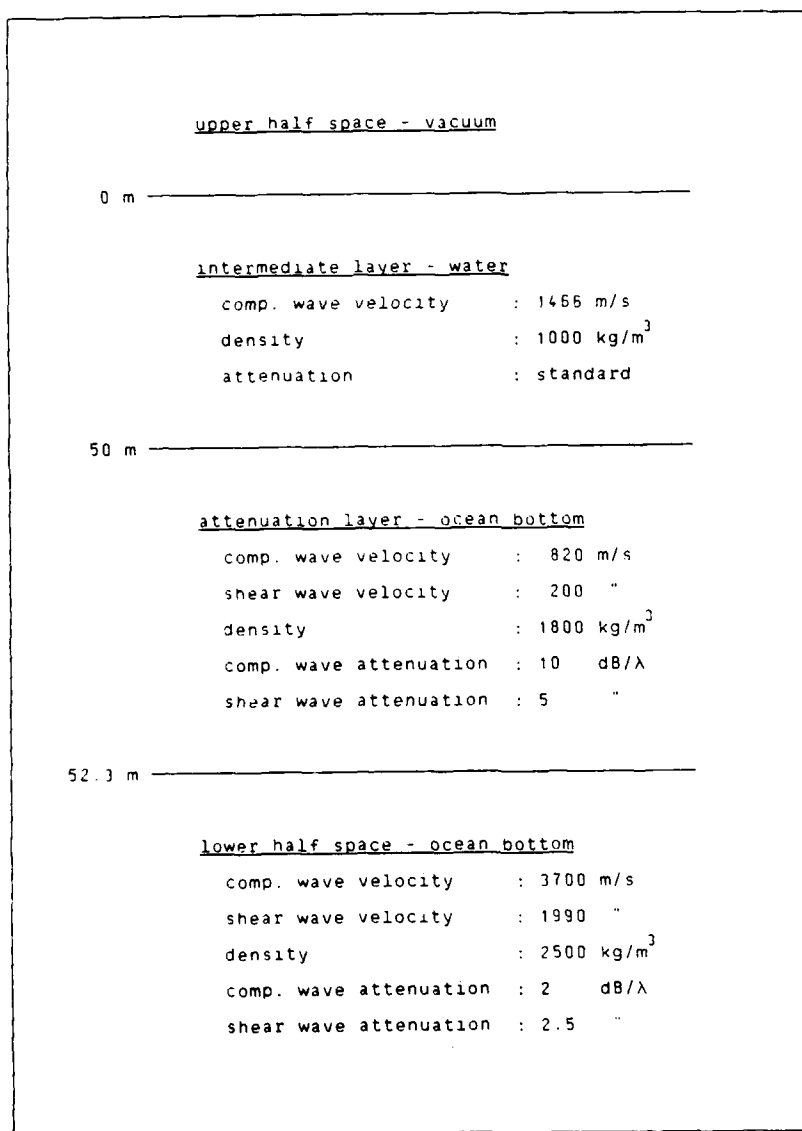 upper half space - vacuum
0 m
intermediate layer - water
comp. wave velocity : 1466 m/s
density : 1000 kg/m³
attenuation : standard
50 m
attenuation layer - ocean bottom
comp. wave velocity : 820 m/s
shear wave velocity : 200 "
density : 1800 kg/m³
comp. wave attenuation : 10 dB/λ
shear wave attenuation : 5 "
52.3 m
lower half space - ocean bottom
comp. wave velocity : 3700 m/s
shear wave velocity : 1990 "
density : 2500 kg/m³
comp. wave attenuation : 2 dB/λ
shear wave attenuation : 2.5 "